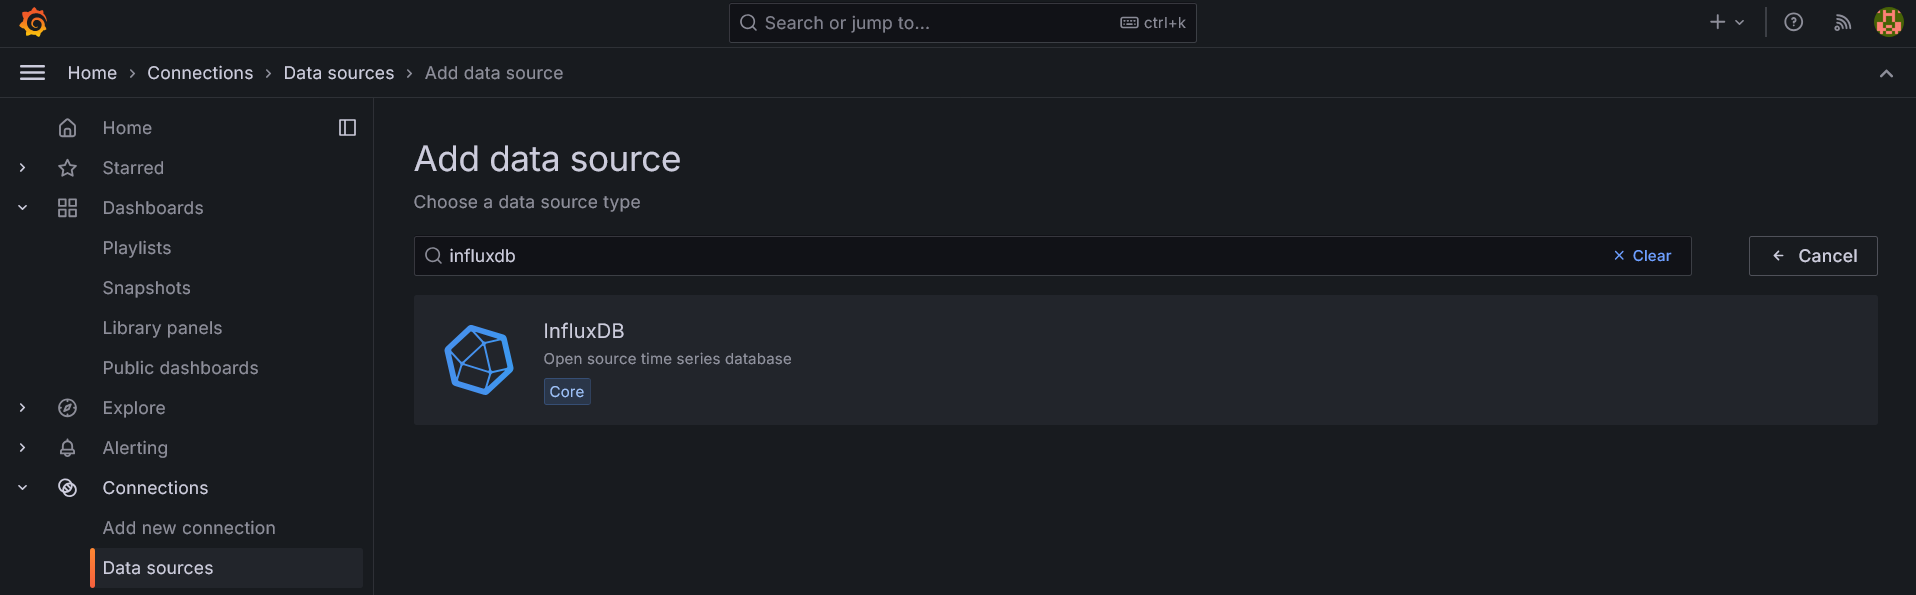 Search or jump to...
ctrl+k
Home › Connections › Data sources › Add data source
Home
Starred
Dashboards
Playlists
Snapshots
Library panels
Public dashboards
Explore
Alerting
Connections
Add new connection
Data sources
Add data source
Choose a data source type
influxdb
Clear
Cancel
InfluxDB
Open source time series database
Core